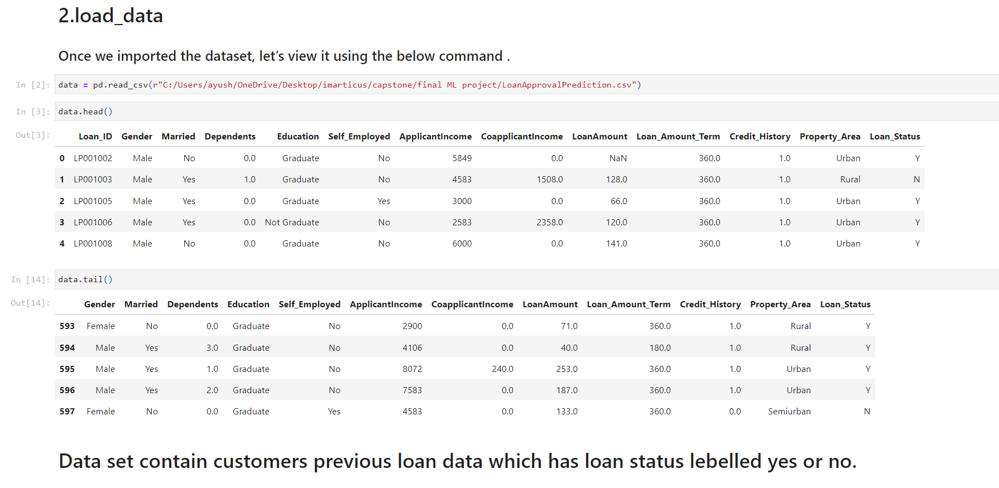 2.load_data
Once we imported the dataset, let’s view it using the below command .
In [2]: data = pd.read_csv(r"C:/Users/ayush/OneDrive/Desktop/imarticus/capstone/final ML project/LoanApprovalPrediction.csv")
In [3]: data.head()
Out[3]: Loan_ID Gender Married Dependents Education Self_Employed ApplicantIncome CoapplicantIncome LoanAmount Loan_Amount_Term Credit_History Property_Area Loan_Status
0 LP001002 Male No 0.0 Graduate No 5849 0.0 NaN 360.0 1.0 Urban Y
1 LP001003 Male Yes 1.0 Graduate No 4583 1508.0 128.0 360.0 1.0 Rural N
2 LP001005 Male Yes 0.0 Graduate Yes 3000 0.0 66.0 360.0 1.0 Urban Y
3 LP001006 Male Yes 0.0 Not Graduate No 2583 2358.0 120.0 360.0 1.0 Urban Y
4 LP001008 Male No 0.0 Graduate No 6000 0.0 141.0 360.0 1.0 Urban Y
In [14]: data.tail()
Out[14]: Gender Married Dependents Education Self_Employed ApplicantIncome CoapplicantIncome LoanAmount Loan_Amount_Term Credit_History Property_Area Loan_Status
593 Female No 0.0 Graduate No 2900 0.0 71.0 360.0 1.0 Rural Y
594 Male Yes 3.0 Graduate No 4106 0.0 40.0 180.0 1.0 Rural Y
595 Male Yes 1.0 Graduate No 8072 240.0 253.0 360.0 1.0 Urban Y
596 Male Yes 2.0 Graduate No 7583 0.0 187.0 360.0 1.0 Urban Y
597 Female No 0.0 Graduate Yes 4583 0.0 133.0 360.0 0.0 Semiurban N
Data set contain customers previous loan data which has loan status lebelled yes or no.